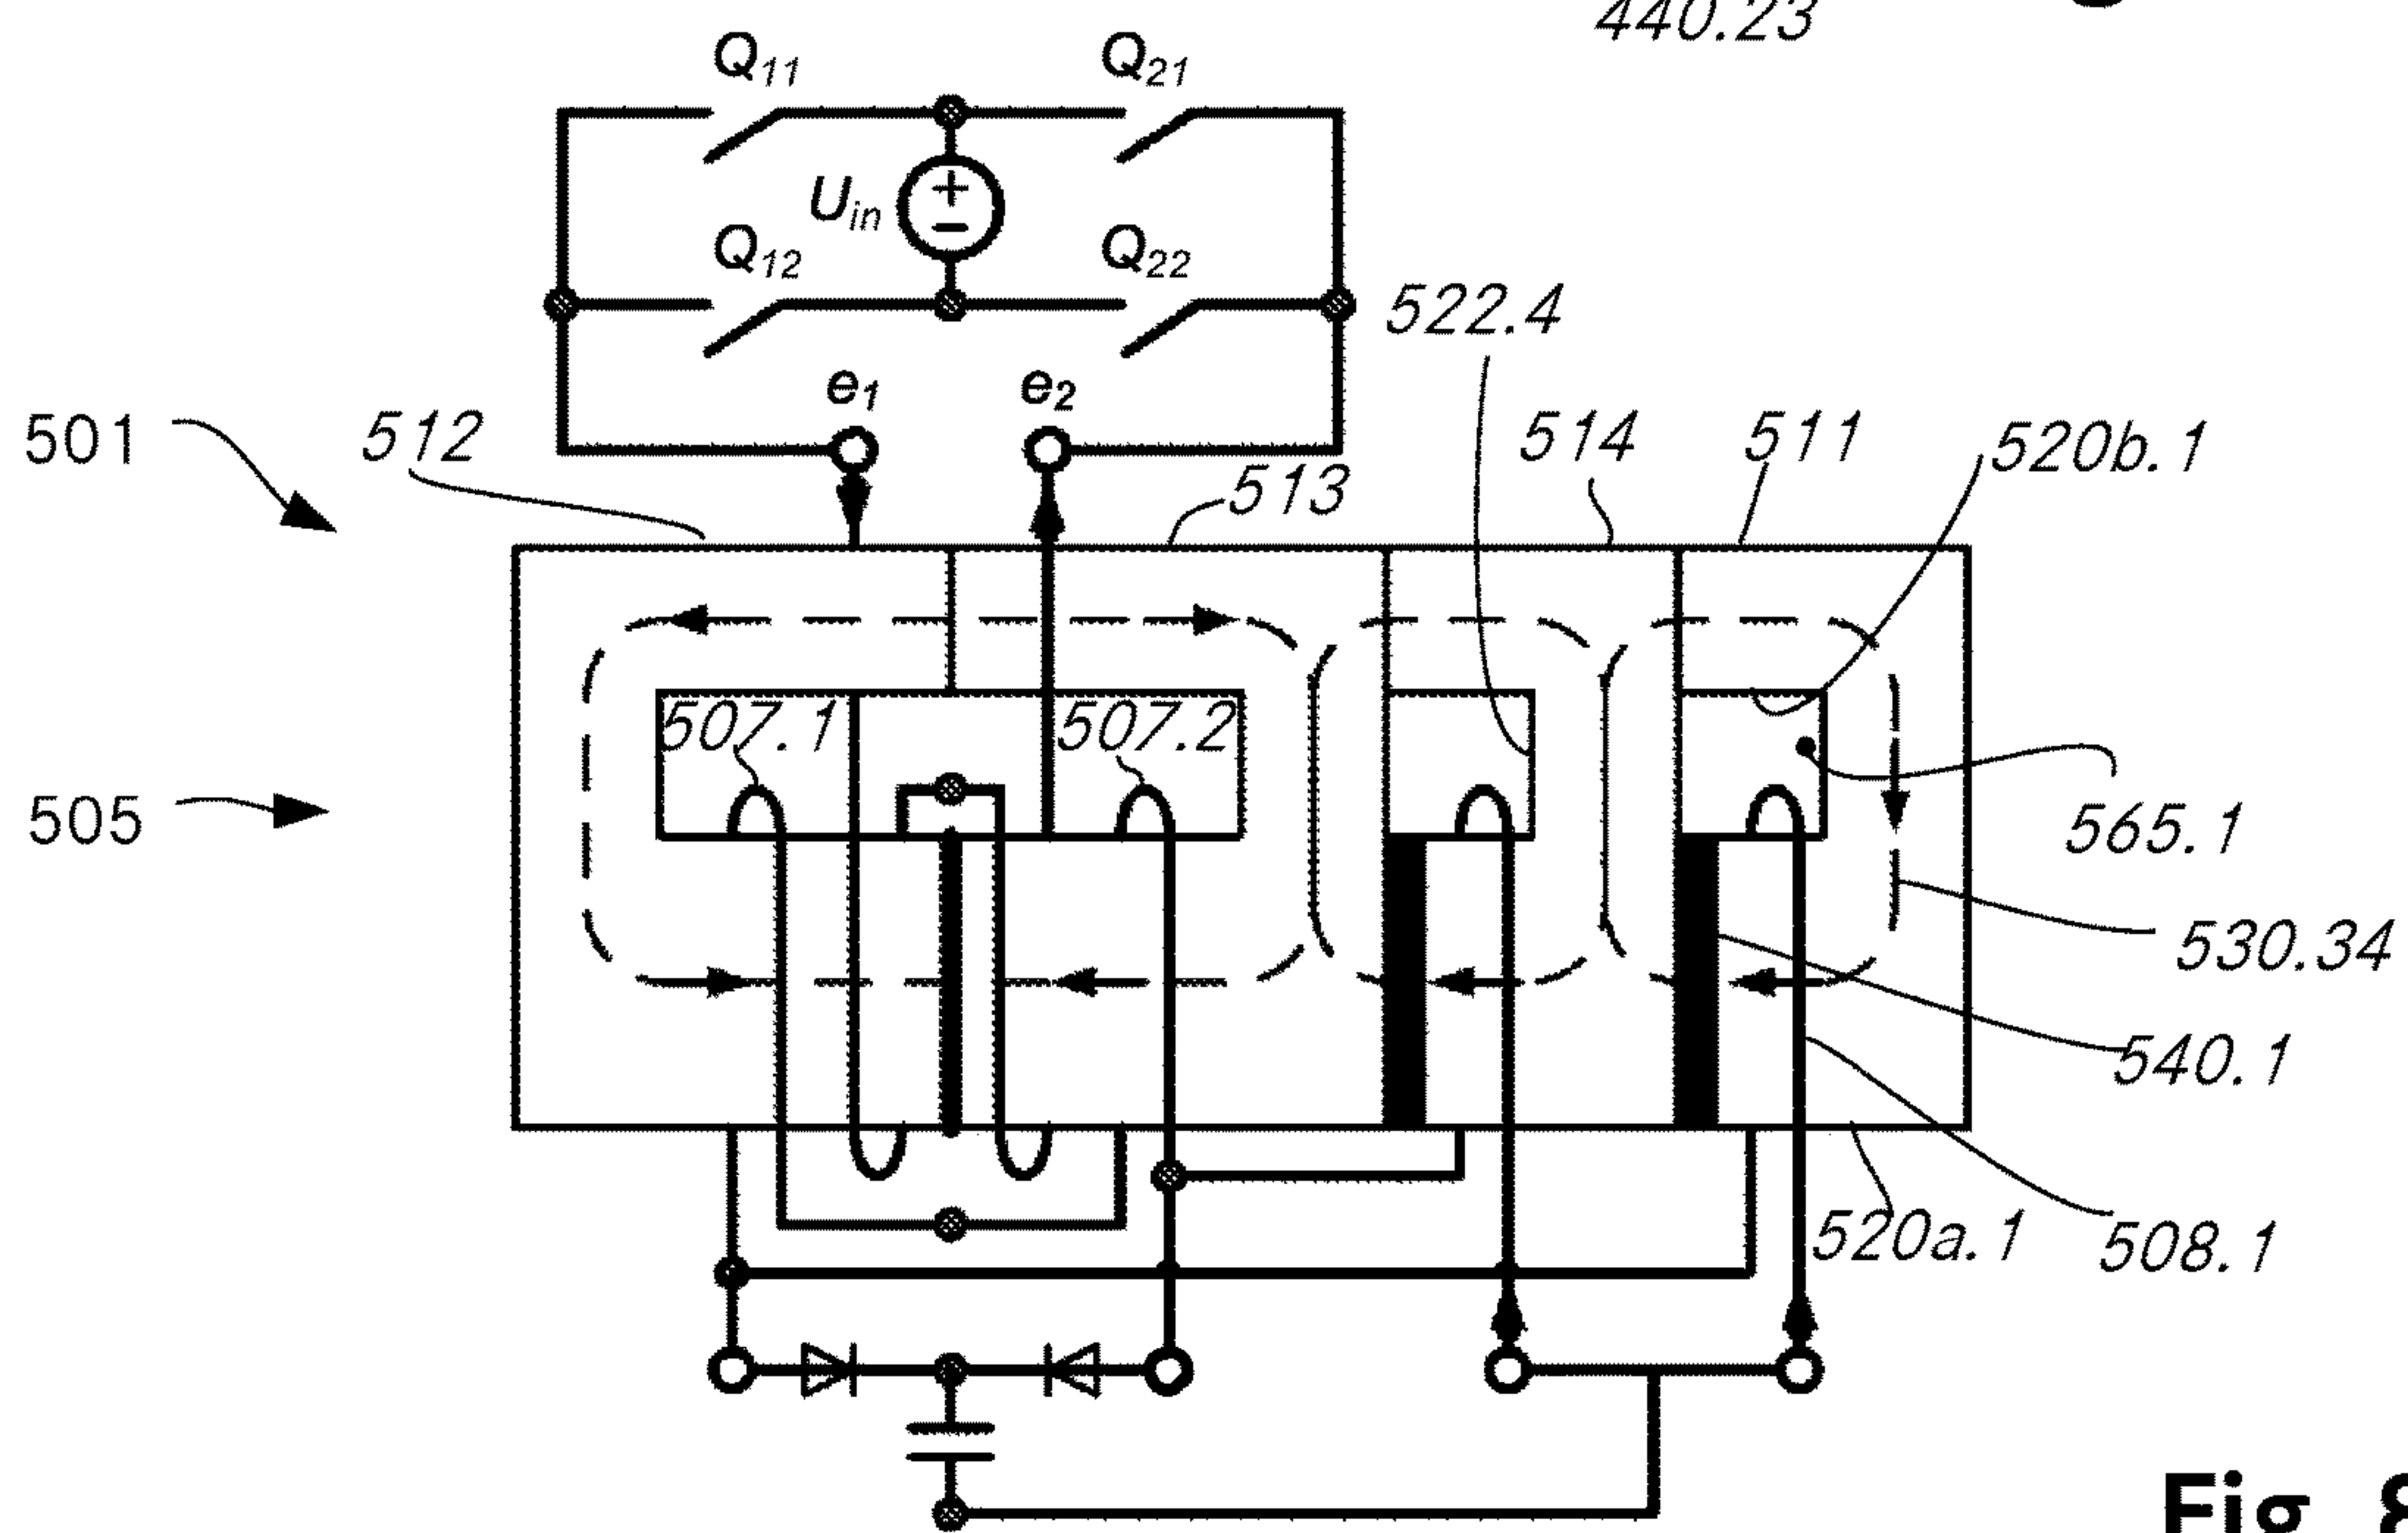 440.23
Q11 Q21
Uin + −
Q12 Q22
522.4
e1 e2
501 512 513 514 511 520b.1
507.1 507.2
505
565.1
530.34
540.1
520a.1 508.1
Fig. 8